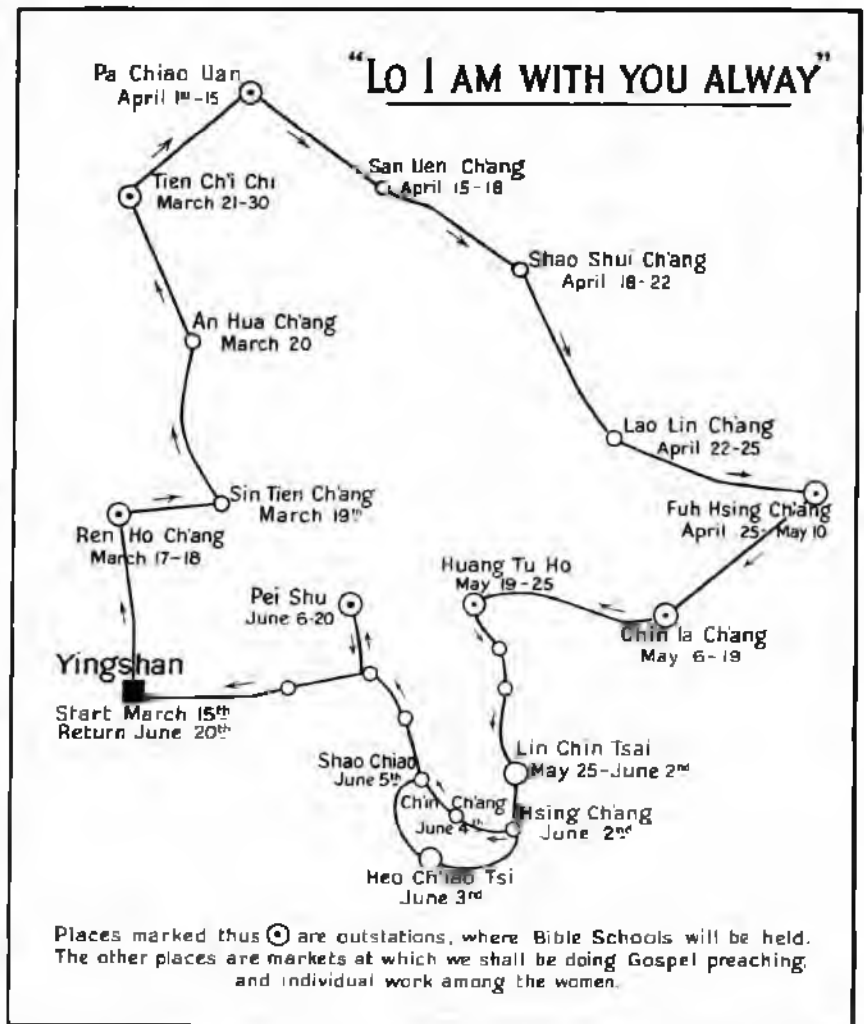 "LO I AM WITH YOU ALWAY"
Pa Chiao Uan
April 1st-15
San Uen Ch'ang
April 15-18
Tien Ch'i Chi
March 21-30
Shao Shui Ch'ang
April 18-22
An Hua Ch'ang
March 20
Lao Lin Ch'ang
April 22-25
Sin Tien Ch'ang
March 19th
Fuh Hsing Ch'ang
April 25-May 10
Ren Ho Ch'ang
March 17-18
Huang Tu Ho
May 19-25
Pei Shu
June 6-20
Chin Ia Ch'ang
May 6-19
Yingshan
Start March 15th
Return June 20th
Lin Chin Tsai
May 25-June 2nd
Shao Chiao
June 5th
Ch'in Ch'ang
June 4th
Hsing Ch'ang
June 2nd
Heo Ch'iao Tsi
June 3rd
Places marked thus ⊙ are outstations, where Bible Schools will be held.
The other places are markets at which we shall be doing Gospel preaching,
and individual work among the women.